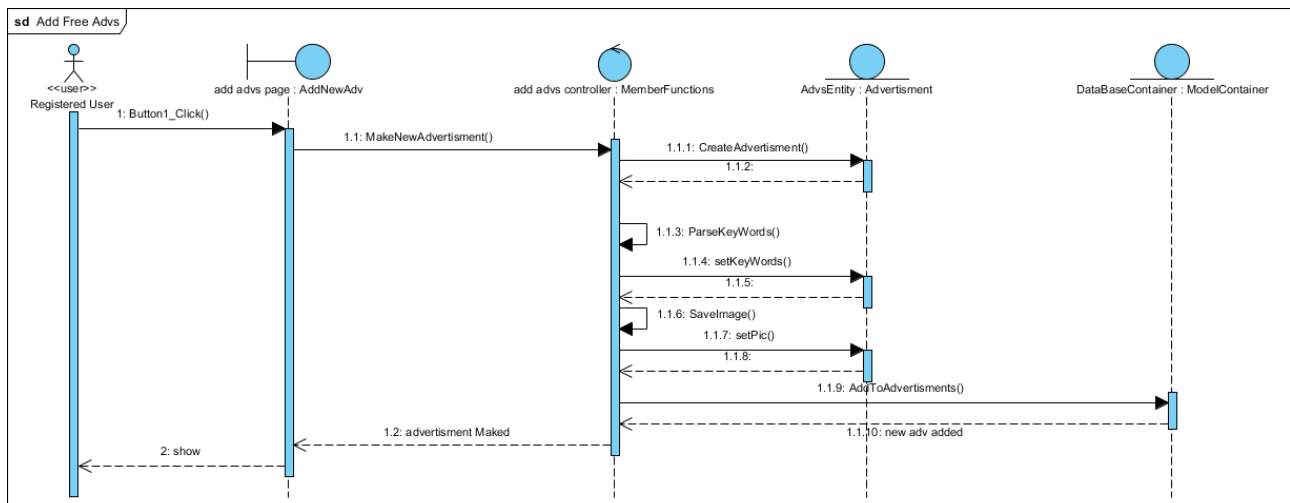 sd Add Free Advs
<<user>>
Registered User
add advs page : AddNewAdv
add advs controller : MemberFunctions
AdvsEntity : Advertisment
DataBaseContainer : ModelContainer
1: Button1_Click()
1.1: MakeNewAdvertisment()
1.1.1: CreateAdvertisment()
1.1.2:
1.1.3: ParseKeyWords()
1.1.4: setKeyWords()
1.1.5:
1.1.6: SaveImage()
1.1.7: setPic()
1.1.8:
1.1.9: AddToAdvertisments()
1.1.10: new adv added
1.2: advertisment Maked
2: show